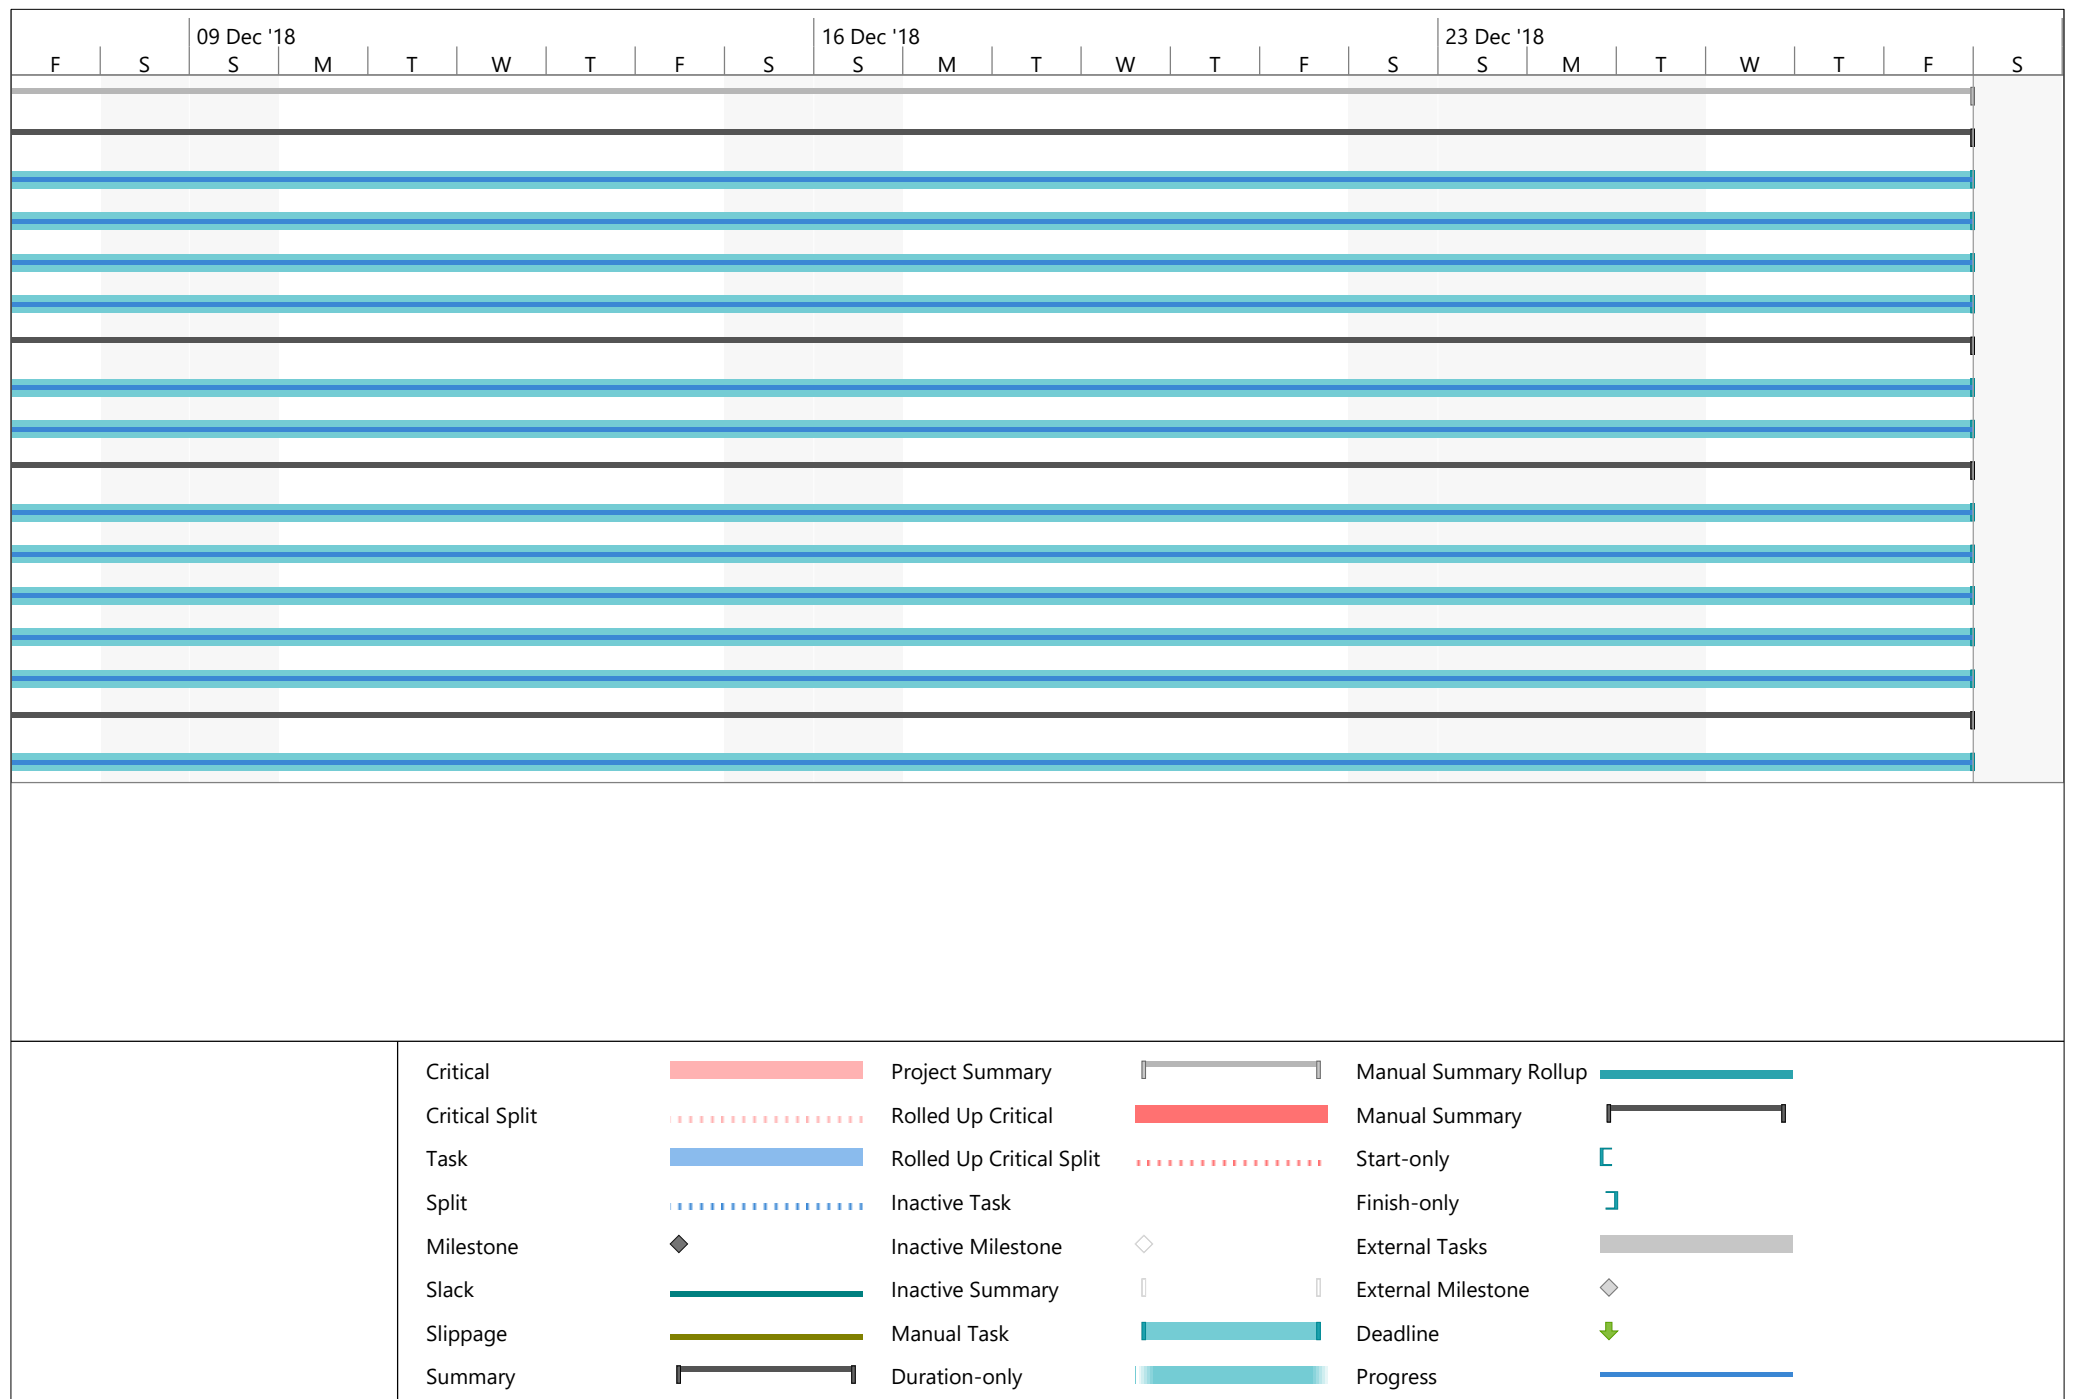 09 Dec '18 16 Dec '18 23 Dec '18
F S S M T W T F S S M T W T F S S M T W T F S
Critical Project Summary Manual Summary Rollup
Critical Split Rolled Up Critical Manual Summary
Task Rolled Up Critical Split Start-only
Split Inactive Task Finish-only
Milestone Inactive Milestone External Tasks
Slack Inactive Summary External Milestone
Slippage Manual Task Deadline
Summary Duration-only Progress